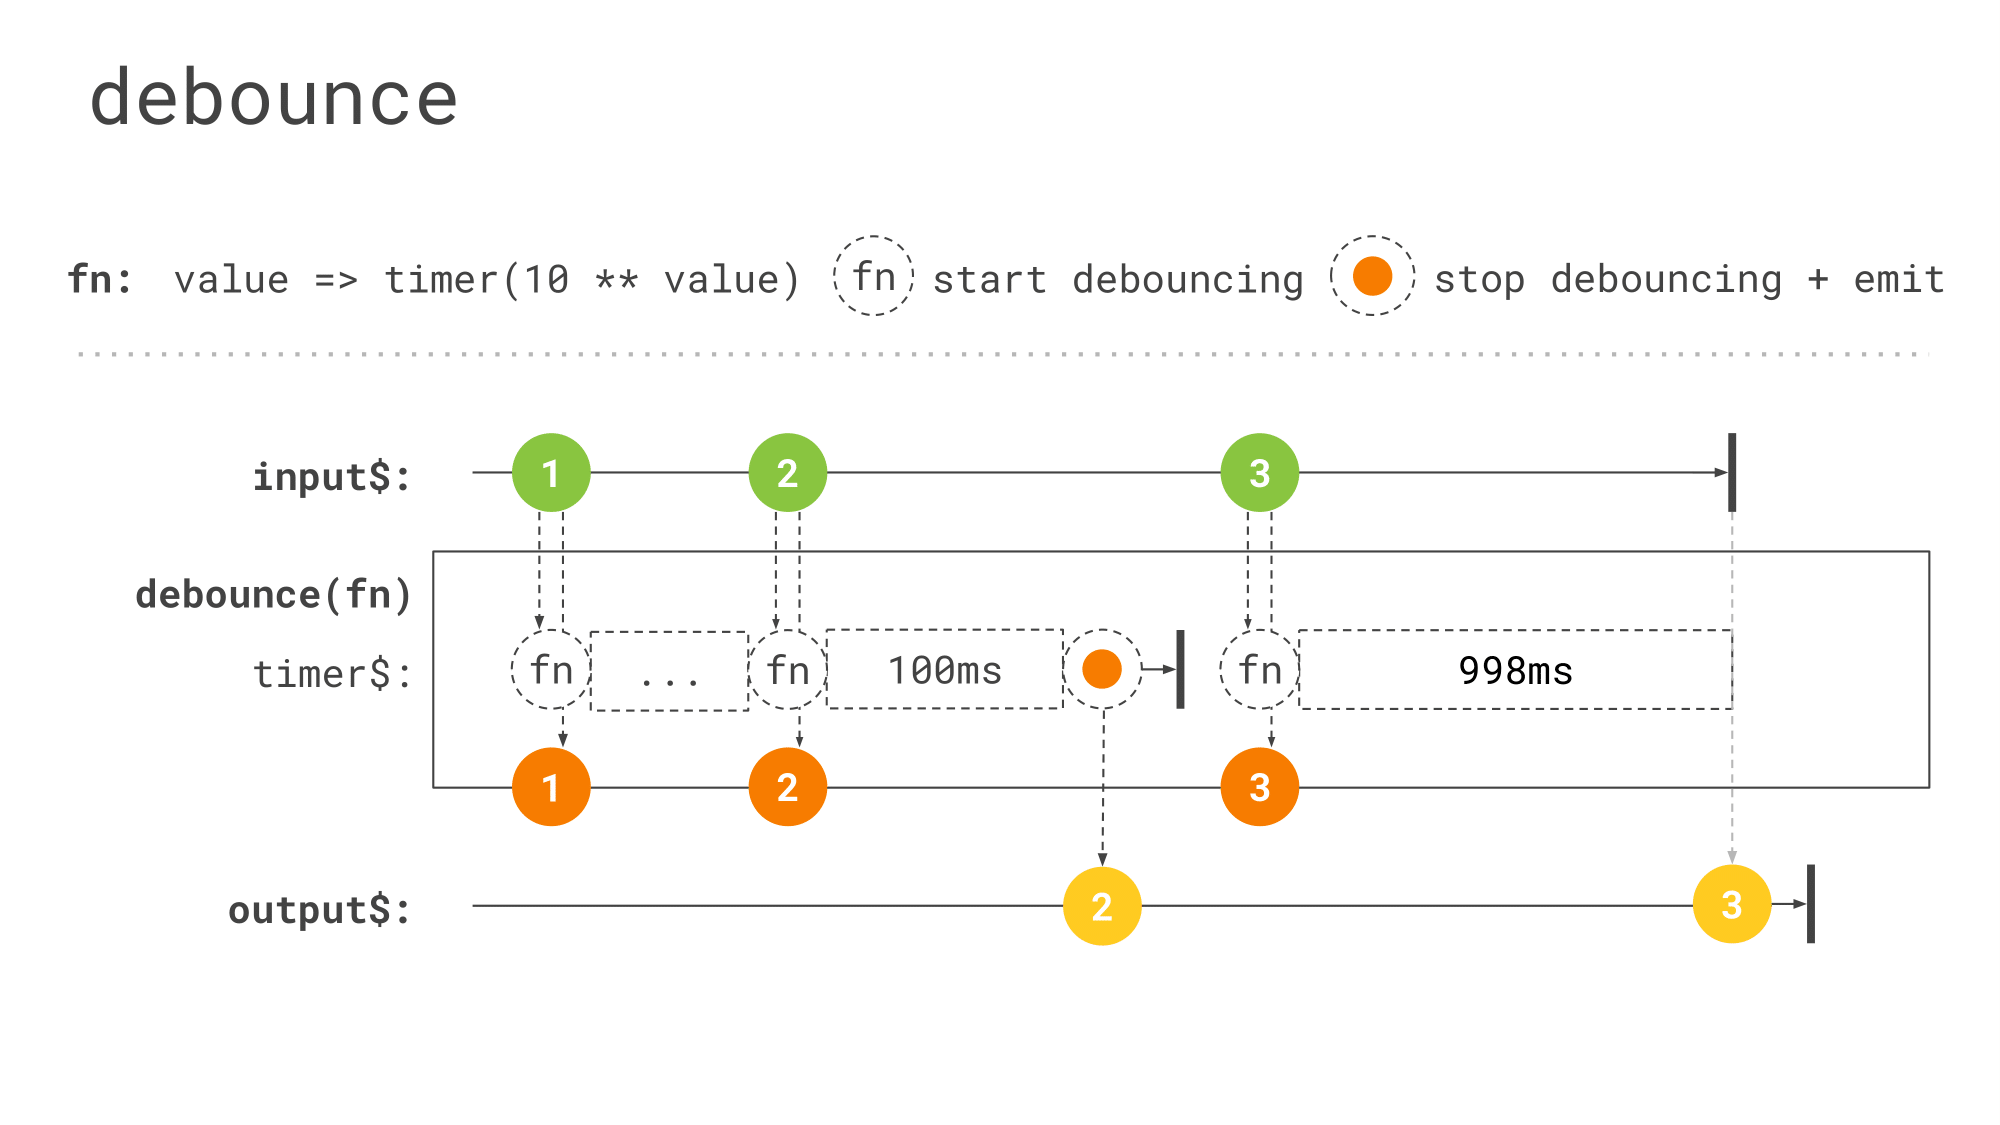 debounce
fn: value => timer(10 ** value) fn start debouncing stop debouncing + emit
input$: 1 2 3
debounce(fn)
timer$: fn ... fn 100ms fn 998ms
1 2 3
output$: 2 3